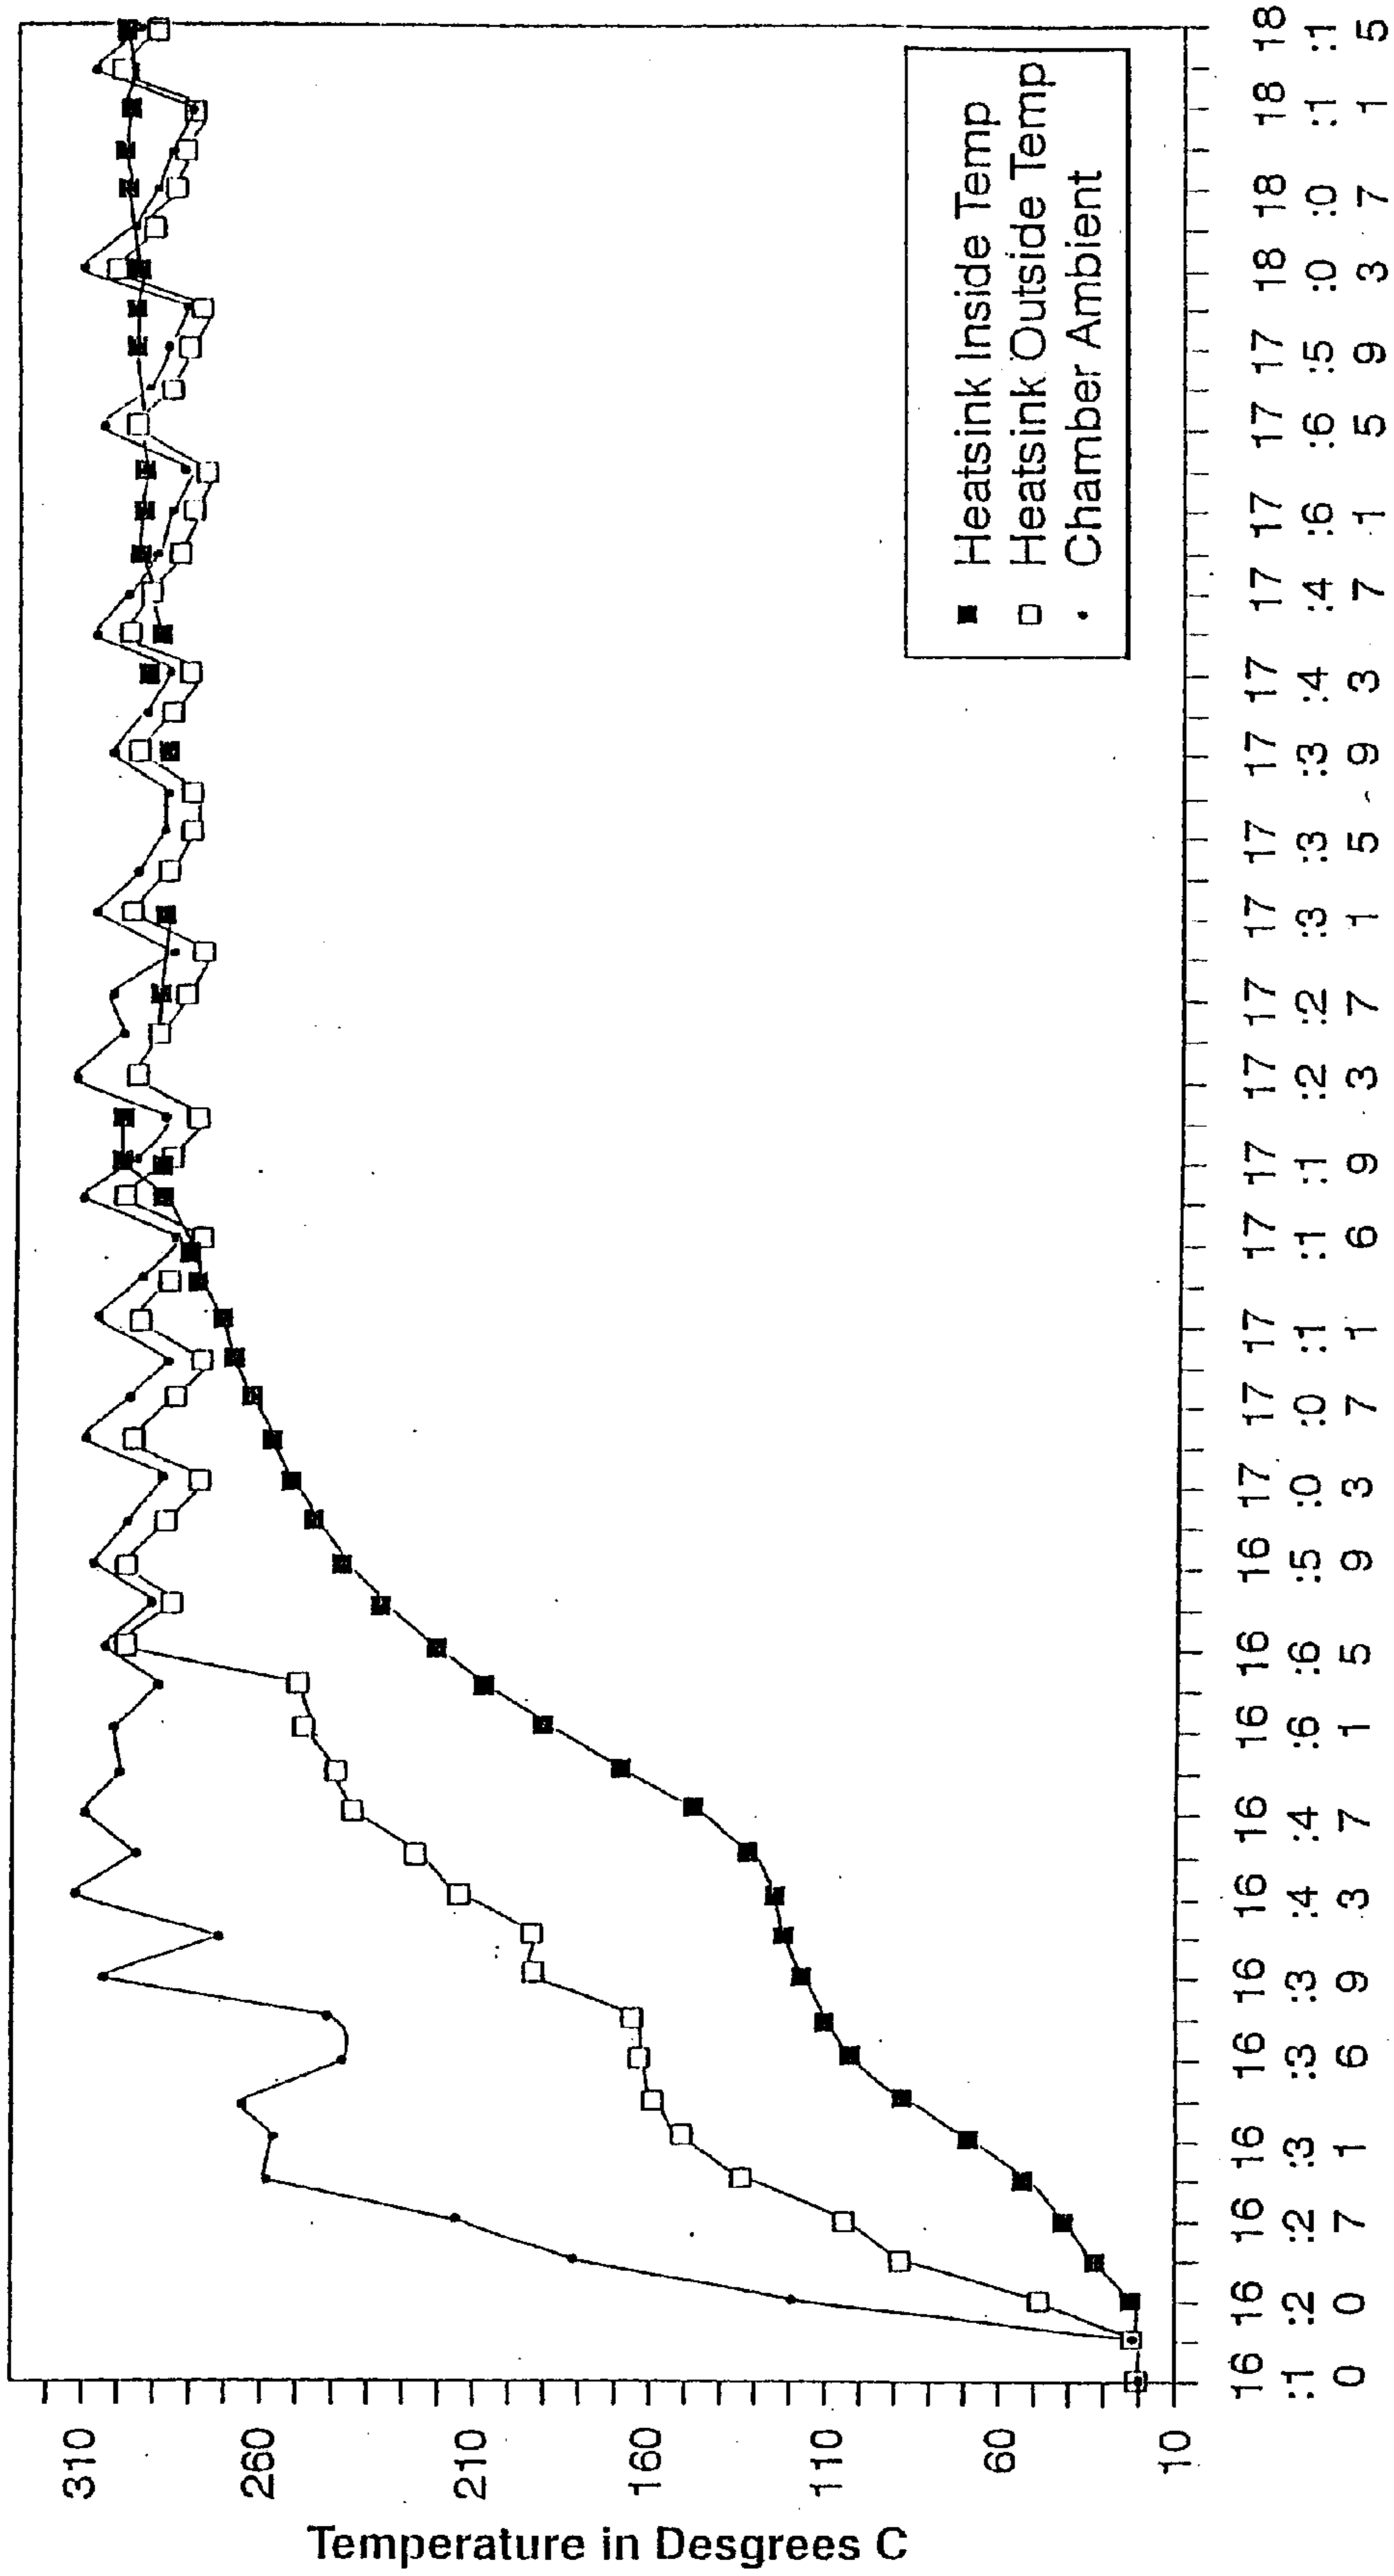 Temperature in Desgrees C
310
260
210
160
110
60
10
Heatsink Inside Temp
Heatsink Outside Temp
Chamber Ambient
16 16 16 16 16 16 16 16 16 16 16 17 17 17 17 17 17 17 17 17 17 17 17 17 17 17 18 18 18 18
:1 :2 :2 :3 :3 :3 :4 :4 :6 :6 :5 :0 :0 :1 :1 :1 :2 :2 :3 :3 :3 :4 :4 :6 :6 :5 :0 :0 :1 :1
0 0 7 1 6 9 3 7 1 5 9 3 7 1 6 9 3 7 1 5 9 3 7 1 5 9 3 7 1 5